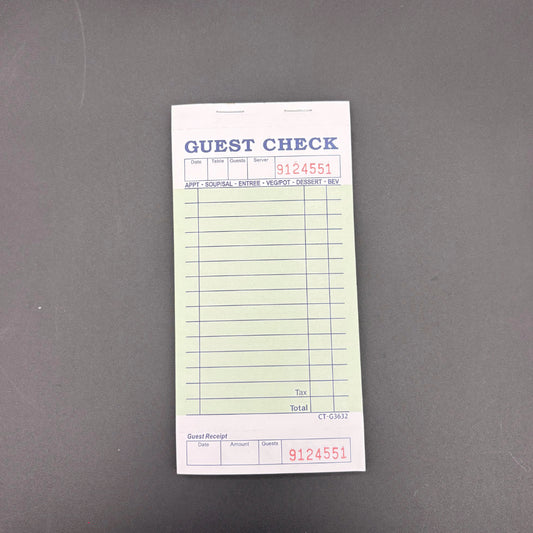 GUEST CHECK
Date Table Guests Server 9124551
APPT - SOUP/SAL - ENTREE - VEG/POT - DESSERT - BEV
Tax
Total
CT-G3632
Guest Receipt
Date Amount Guests 9124551